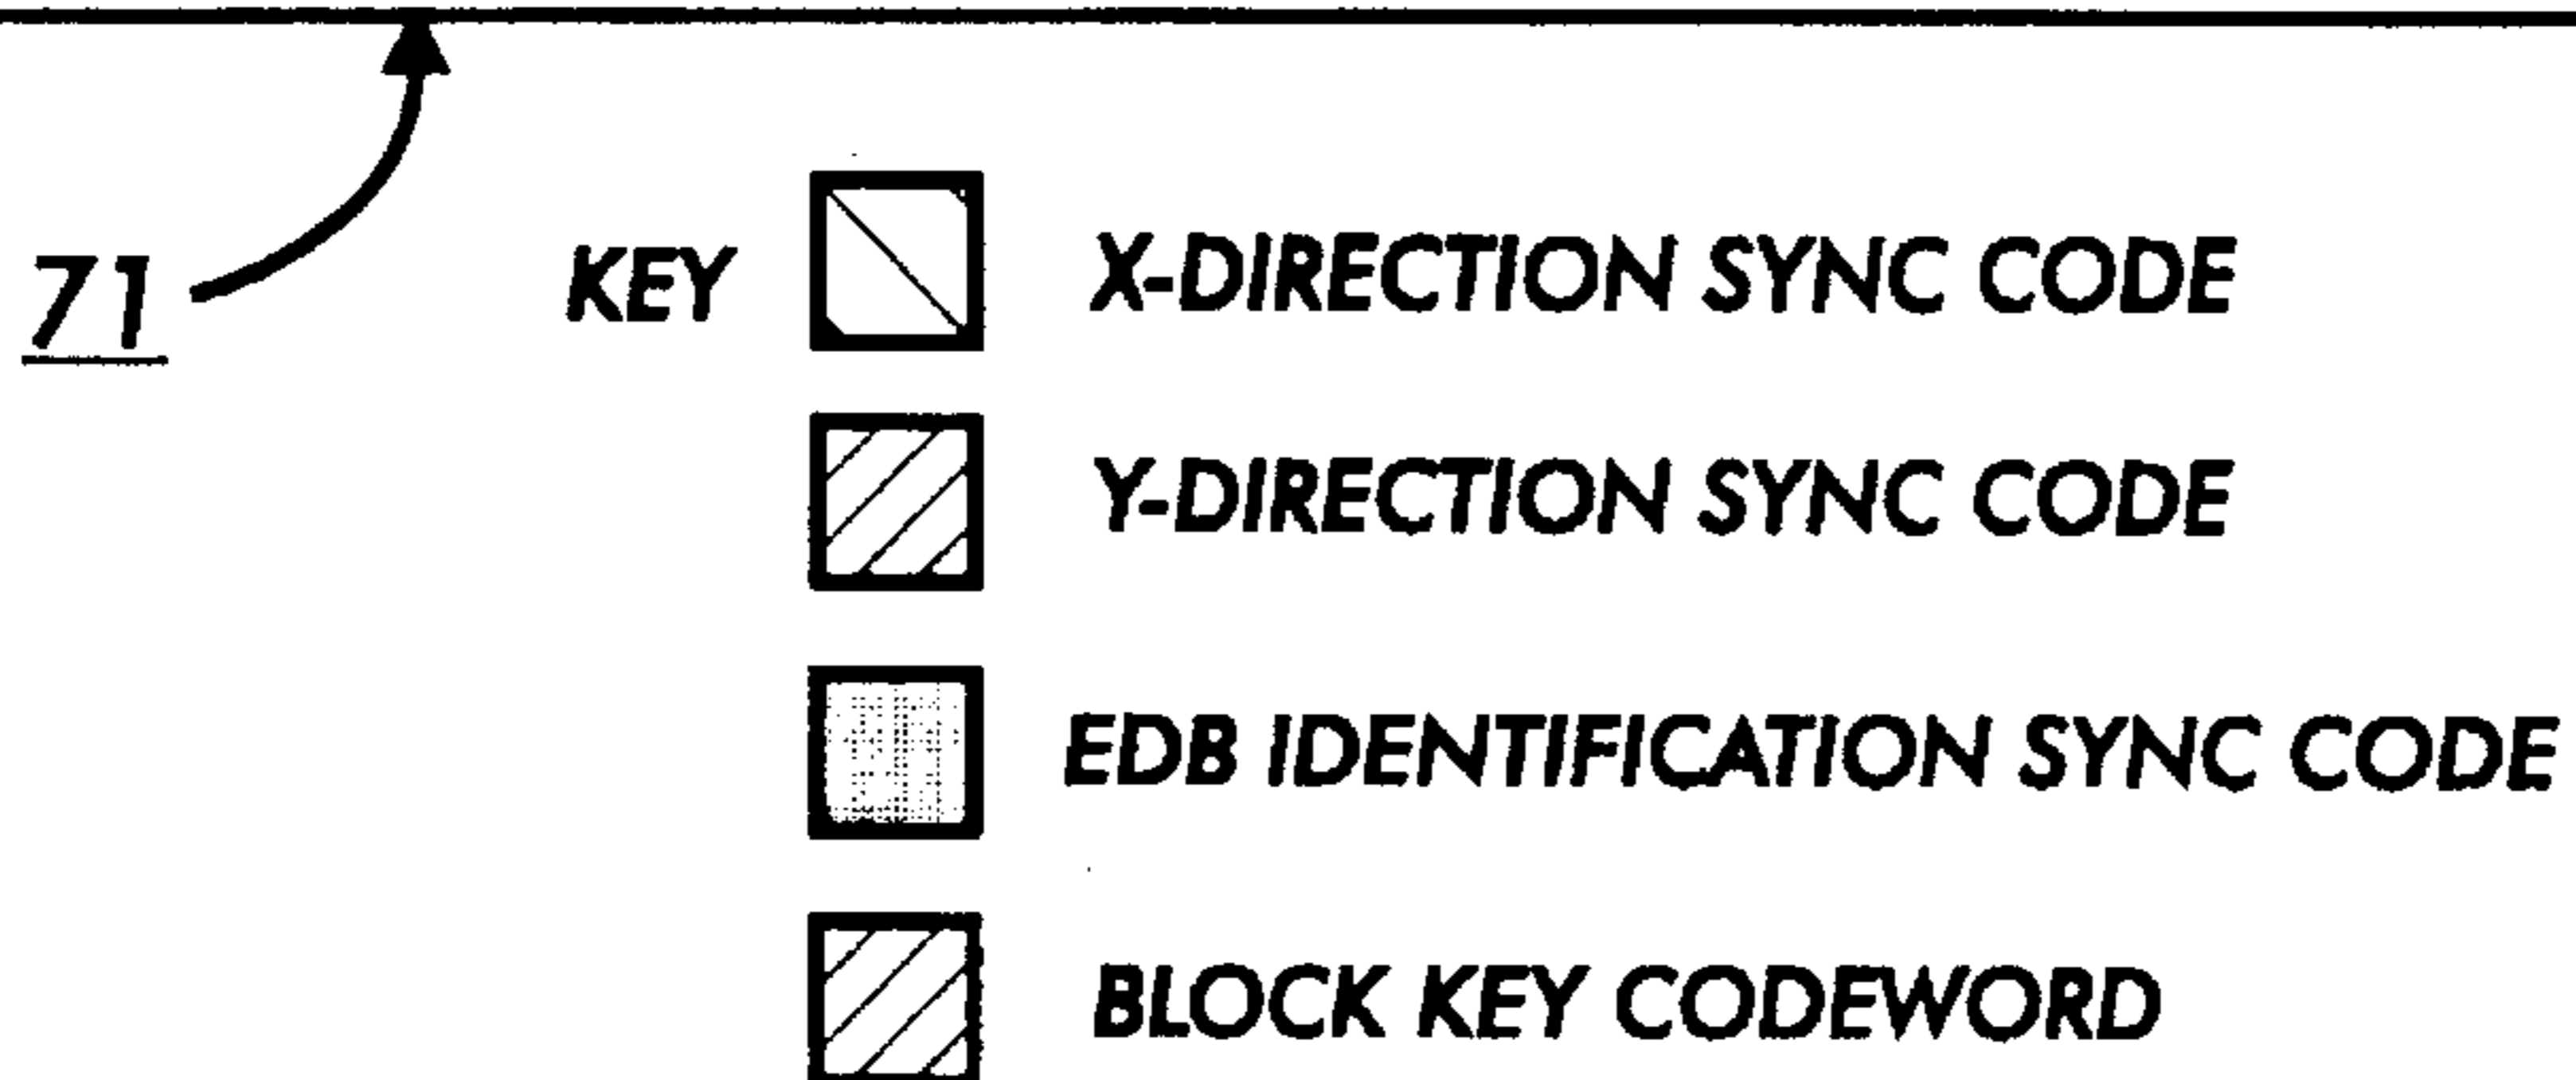 71
KEY X-DIRECTION SYNC CODE
Y-DIRECTION SYNC CODE
EDB IDENTIFICATION SYNC CODE
BLOCK KEY CODEWORD